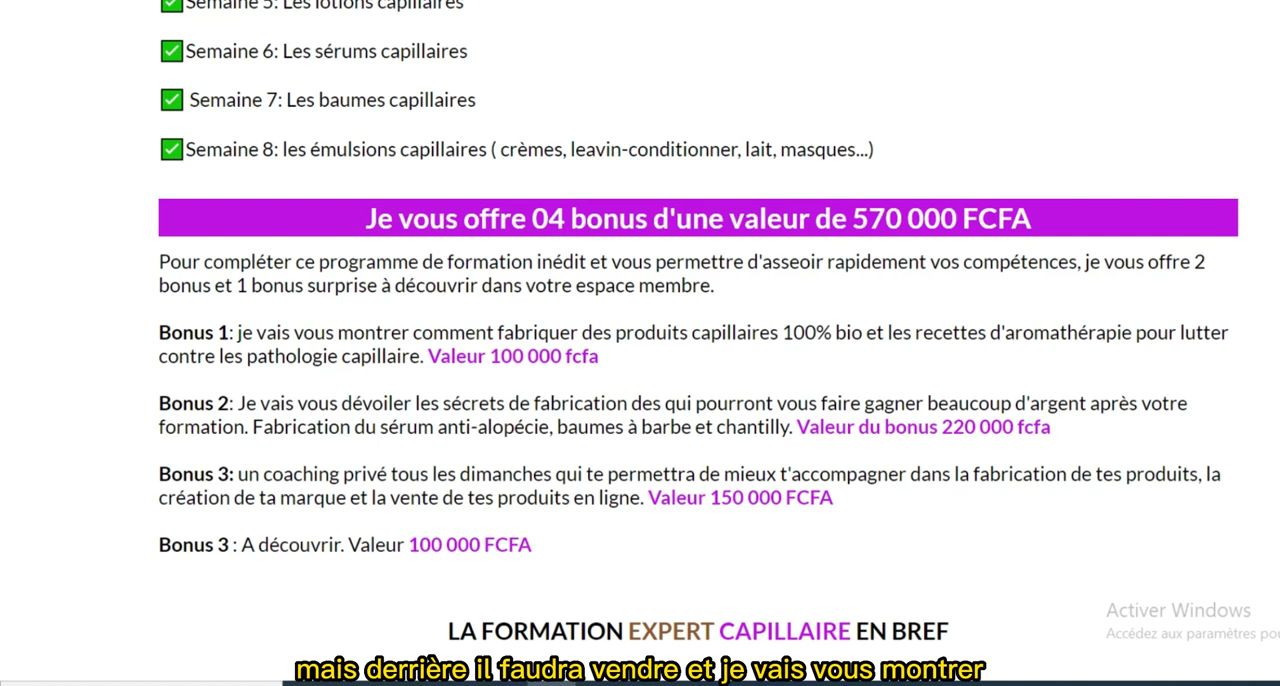 Semaine 5: Les lotions capillaires
Semaine 6: Les sérums capillaires
Semaine 7: Les baumes capillaires
Semaine 8: les émulsions capillaires ( crèmes, leavin-conditionner, lait, masques...)
Je vous offre 04 bonus d'une valeur de 570 000 FCFA
Pour compléter ce programme de formation inédit et vous permettre d'asseoir rapidement vos compétences, je vous offre 2
bonus et 1 bonus surprise à découvrir dans votre espace membre.
Bonus 1: je vais vous montrer comment fabriquer des produits capillaires 100% bio et les recettes d'aromathérapie pour lutter
contre les pathologie capillaire. Valeur 100 000 fcfa
Bonus 2: Je vais vous dévoiler les sécrets de fabrication des qui pourront vous faire gagner beaucoup d'argent après votre
formation. Fabrication du sérum anti-alopécie, baumes à barbe et chantilly. Valeur du bonus 220 000 fcfa
Bonus 3: un coaching privé tous les dimanches qui te permettra de mieux t'accompagner dans la fabrication de tes produits, la
création de ta marque et la vente de tes produits en ligne. Valeur 150 000 FCFA
Bonus 3 : A découvrir. Valeur 100 000 FCFA
Activer Windows
Accédez aux paramètres pou
LA FORMATION EXPERT CAPILLAIRE EN BREF
mais derrière il faudra vendre et je vais vous montrer